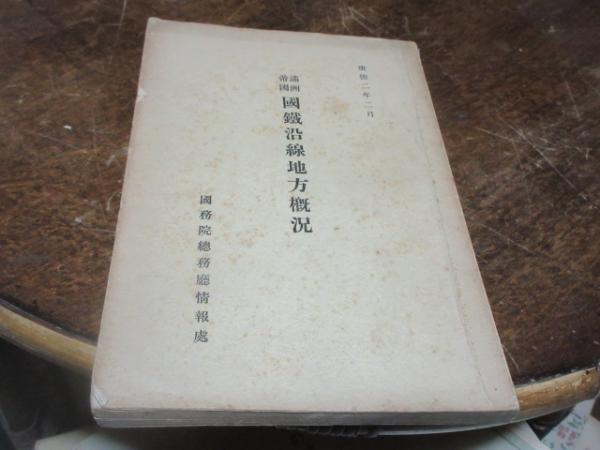 康德二年二月
滿洲帝國
國鐵沿線地方概況
國務院總務廳情報處